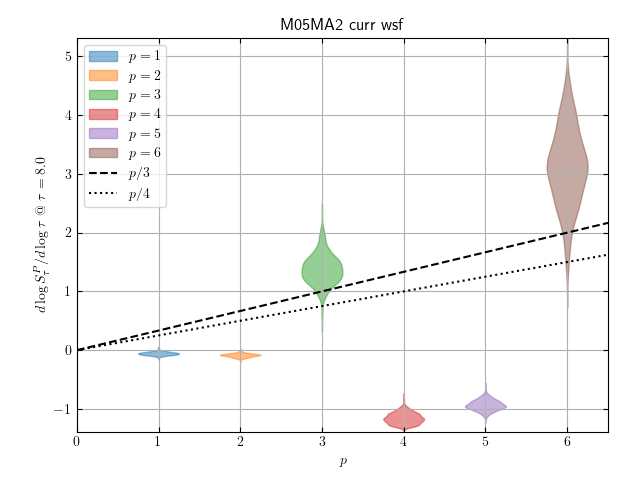 M05MA2 curr wsf
p = 1
p = 2
p = 3
p = 4
p = 5
p = 6
p/3
p/4
d log S_τ^P / d log τ @ τ = 8.0
5
4
3
2
1
0
−1
0 1 2 3 4 5 6
p